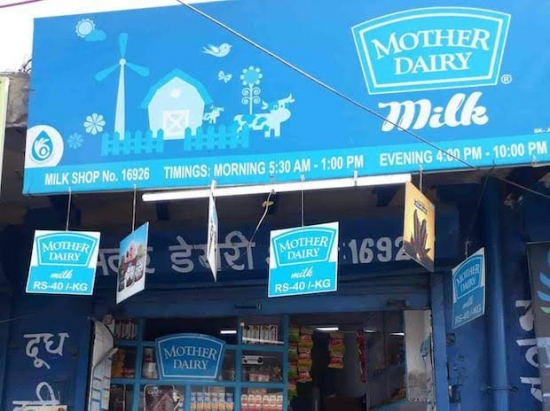 MOTHER
DAIRY
®
Milk
MILK SHOP No. 16926 TIMINGS: MORNING 5:30 AM - 1:00 PM EVENING 4:00 PM - 10:00 PM
MOTHER
DAIRY
milk
RS-40 /-KG
MOTHER
DAIRY
milk
RS-40 /-KG
MOTHER
DAIRY
milk
RS-40 /-KG
डेयरी
1692
दूध
MOTHER
DAIRY